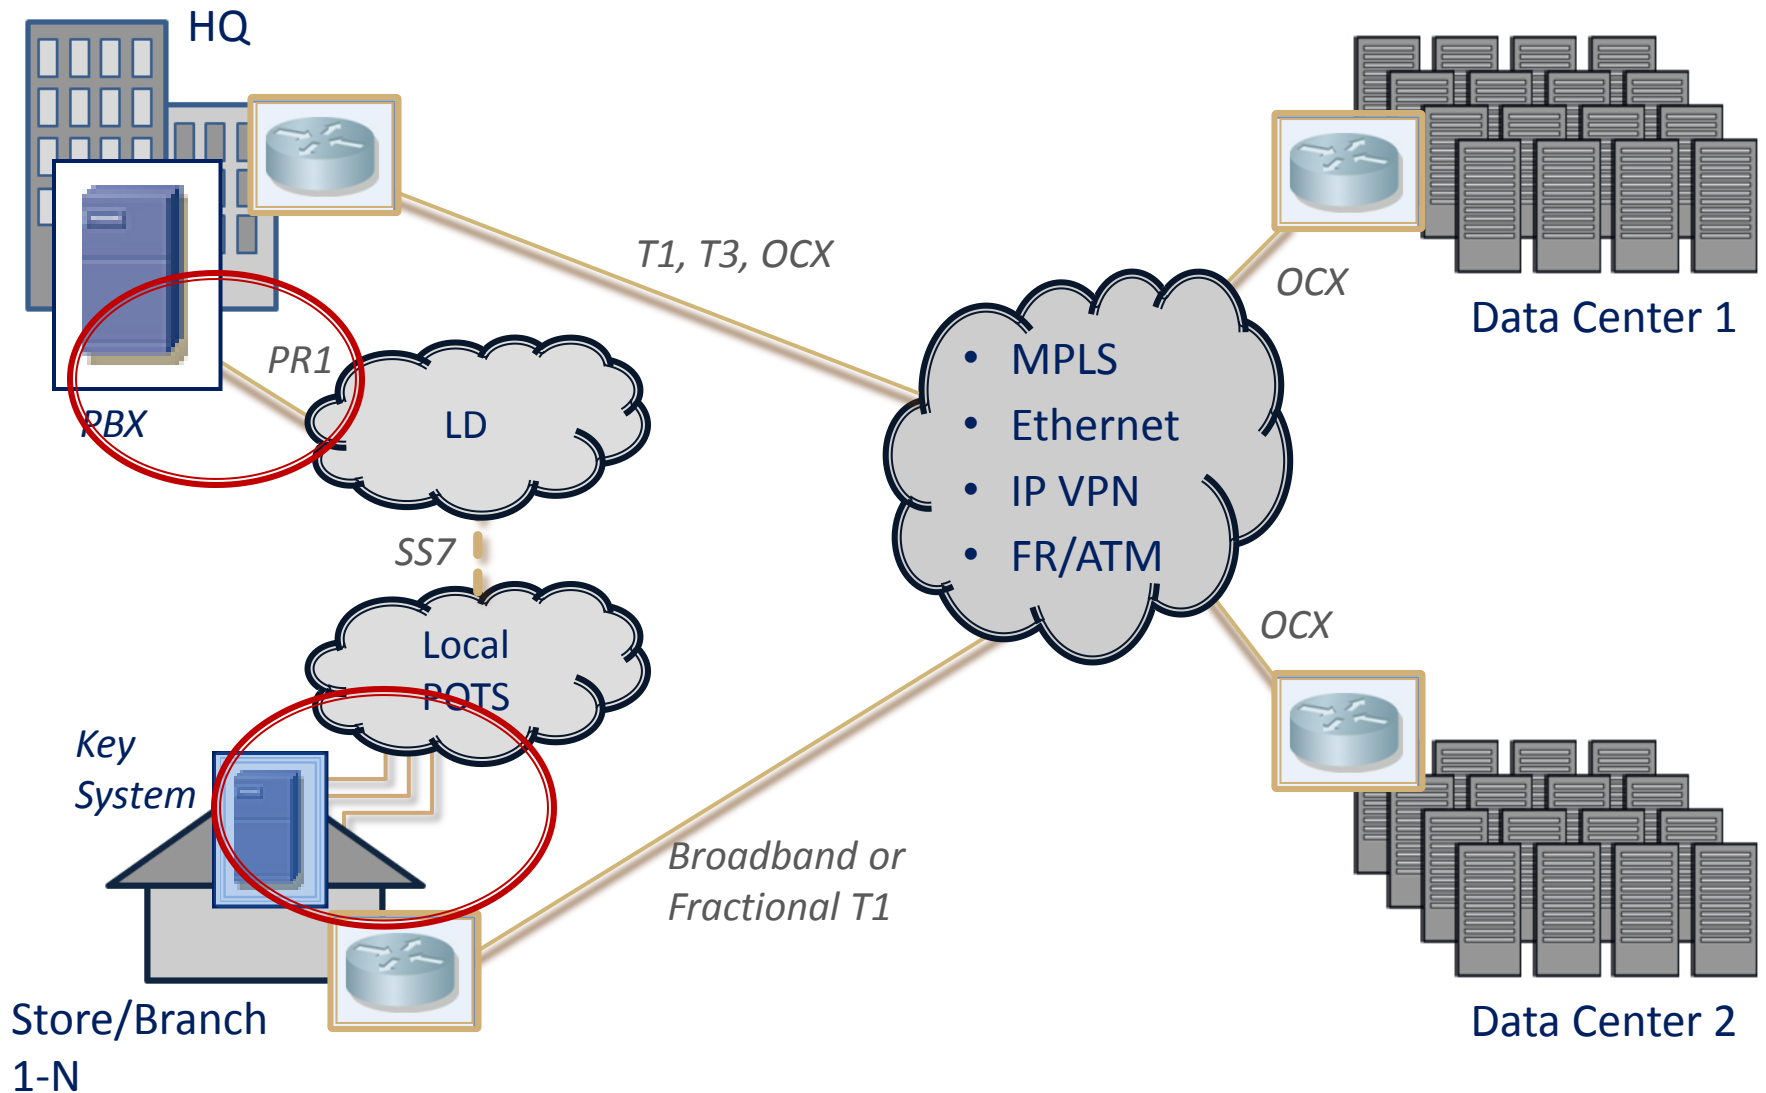 HQ
T1, T3, OCX
OCX
Data Center 1
PR1
PBX
LD
• MPLS
• Ethernet
• IP VPN
• FR/ATM
SS7
Local
POTS
OCX
Key
System
Broadband or
Fractional T1
Store/Branch
1-N
Data Center 2